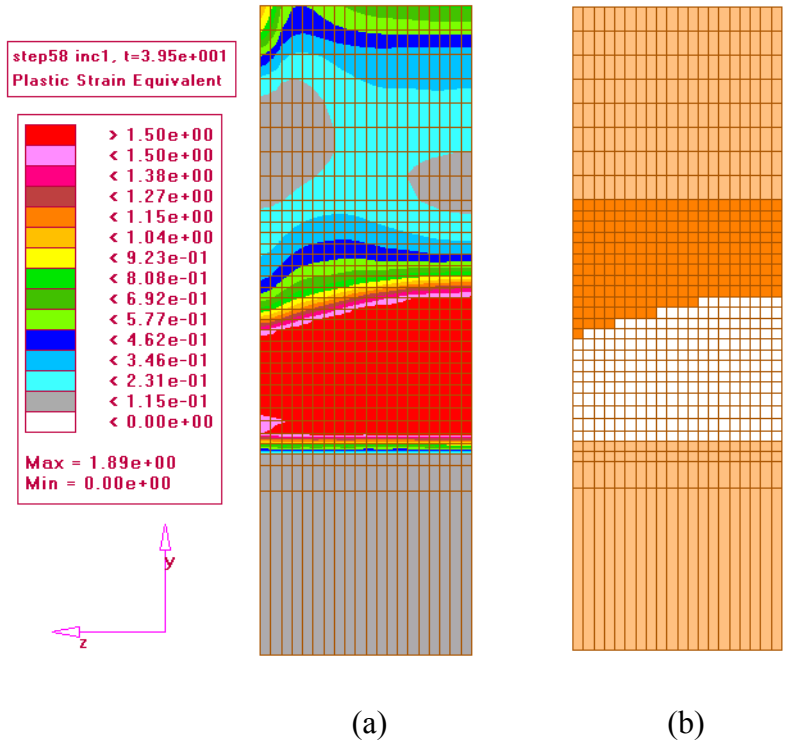 step58 inc1, t=3.95e+001
Plastic Strain Equivalent
> 1.50e+00
< 1.50e+00
< 1.38e+00
< 1.27e+00
< 1.15e+00
< 1.04e+00
< 9.23e-01
< 8.08e-01
< 6.92e-01
< 5.77e-01
< 4.62e-01
< 3.46e-01
< 2.31e-01
< 1.15e-01
< 0.00e+00
Max = 1.89e+00
Min = 0.00e+00
y
z
(a)
(b)